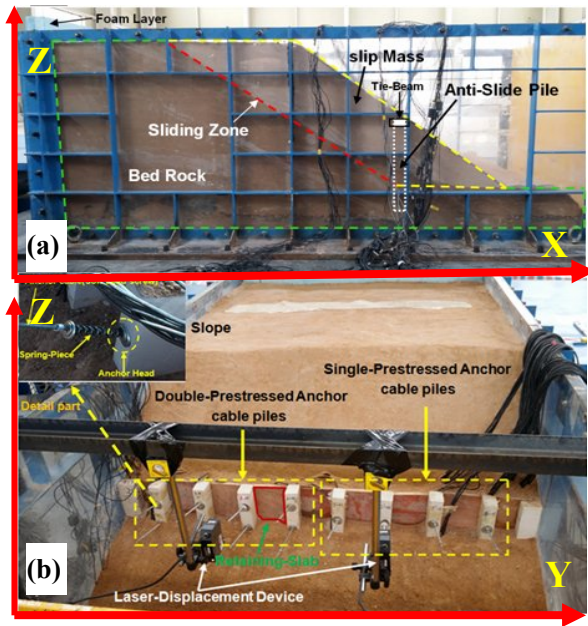 Foam Layer
Z
slip Mass
Tie-Beam
Anti-Slide Pile
Sliding Zone
Bed Rock
(a)
X
Z
Slope
Spring-Piece
Anchor Head
Single-Prestressed Anchor
cable piles
Double-Prestressed Anchor
cable piles
Detail part
Retaining-Slab
(b)
Laser-Displacement Device
Y